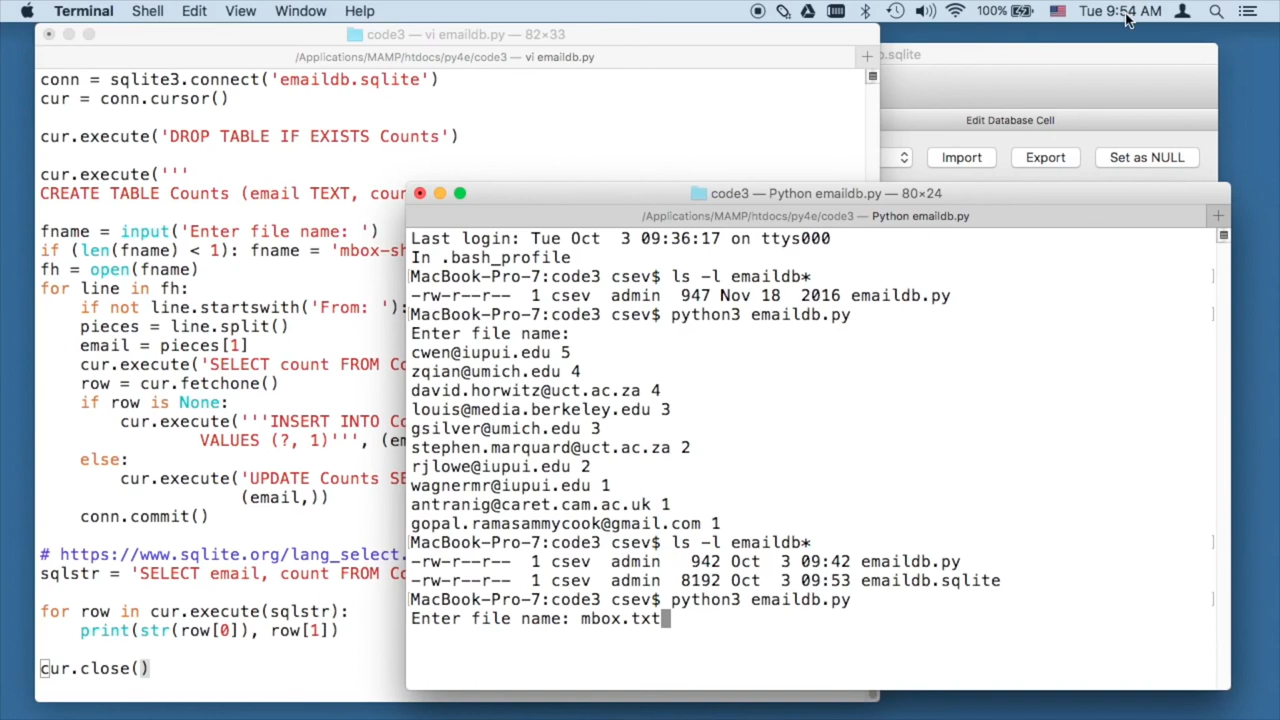 Terminal Shell Edit View Window Help 100% Tue 9:54 AM
code3 — vi emaildb.py — 82×33
/Applications/MAMP/htdocs/py4e/code3 — vi emaildb.py +
conn = sqlite3.connect('emaildb.sqlite')
cur = conn.cursor()
cur.execute('DROP TABLE IF EXISTS Counts')
cur.execute('''
CREATE TABLE Counts (email TEXT, coun
fname = input('Enter file name: ')
if (len(fname) < 1): fname = 'mbox-sh
fh = open(fname)
for line in fh:
if not line.startswith('From: '):
pieces = line.split()
email = pieces[1]
cur.execute('SELECT count FROM Co
row = cur.fetchone()
if row is None:
cur.execute('''INSERT INTO Co
VALUES (?, 1)''', (em
else:
cur.execute('UPDATE Counts SE
(email,))
conn.commit()
# https://www.sqlite.org/lang_select.
sqlstr = 'SELECT email, count FROM Co
for row in cur.execute(sqlstr):
print(str(row[0]), row[1])
cur.close()
b.sqlite
Edit Database Cell
Import Export Set as NULL
code3 — Python emaildb.py — 80×24
/Applications/MAMP/htdocs/py4e/code3 — Python emaildb.py +
Last login: Tue Oct  3 09:36:17 on ttys000
In .bash_profile
[MacBook-Pro-7:code3 csev$ ls -l emaildb* ]
-rw-r--r--  1 csev  admin  947 Nov 18  2016 emaildb.py
[MacBook-Pro-7:code3 csev$ python3 emaildb.py ]
Enter file name:
cwen@iupui.edu 5
zqian@umich.edu 4
david.horwitz@uct.ac.za 4
louis@media.berkeley.edu 3
gsilver@umich.edu 3
stephen.marquard@uct.ac.za 2
rjlowe@iupui.edu 2
wagnermr@iupui.edu 1
antranig@caret.cam.ac.uk 1
gopal.ramasammycook@gmail.com 1
[MacBook-Pro-7:code3 csev$ ls -l emaildb* ]
-rw-r--r--  1 csev  admin   942 Oct  3 09:42 emaildb.py
-rw-r--r--  1 csev  admin  8192 Oct  3 09:53 emaildb.sqlite
[MacBook-Pro-7:code3 csev$ python3 emaildb.py ]
Enter file name: mbox.txt